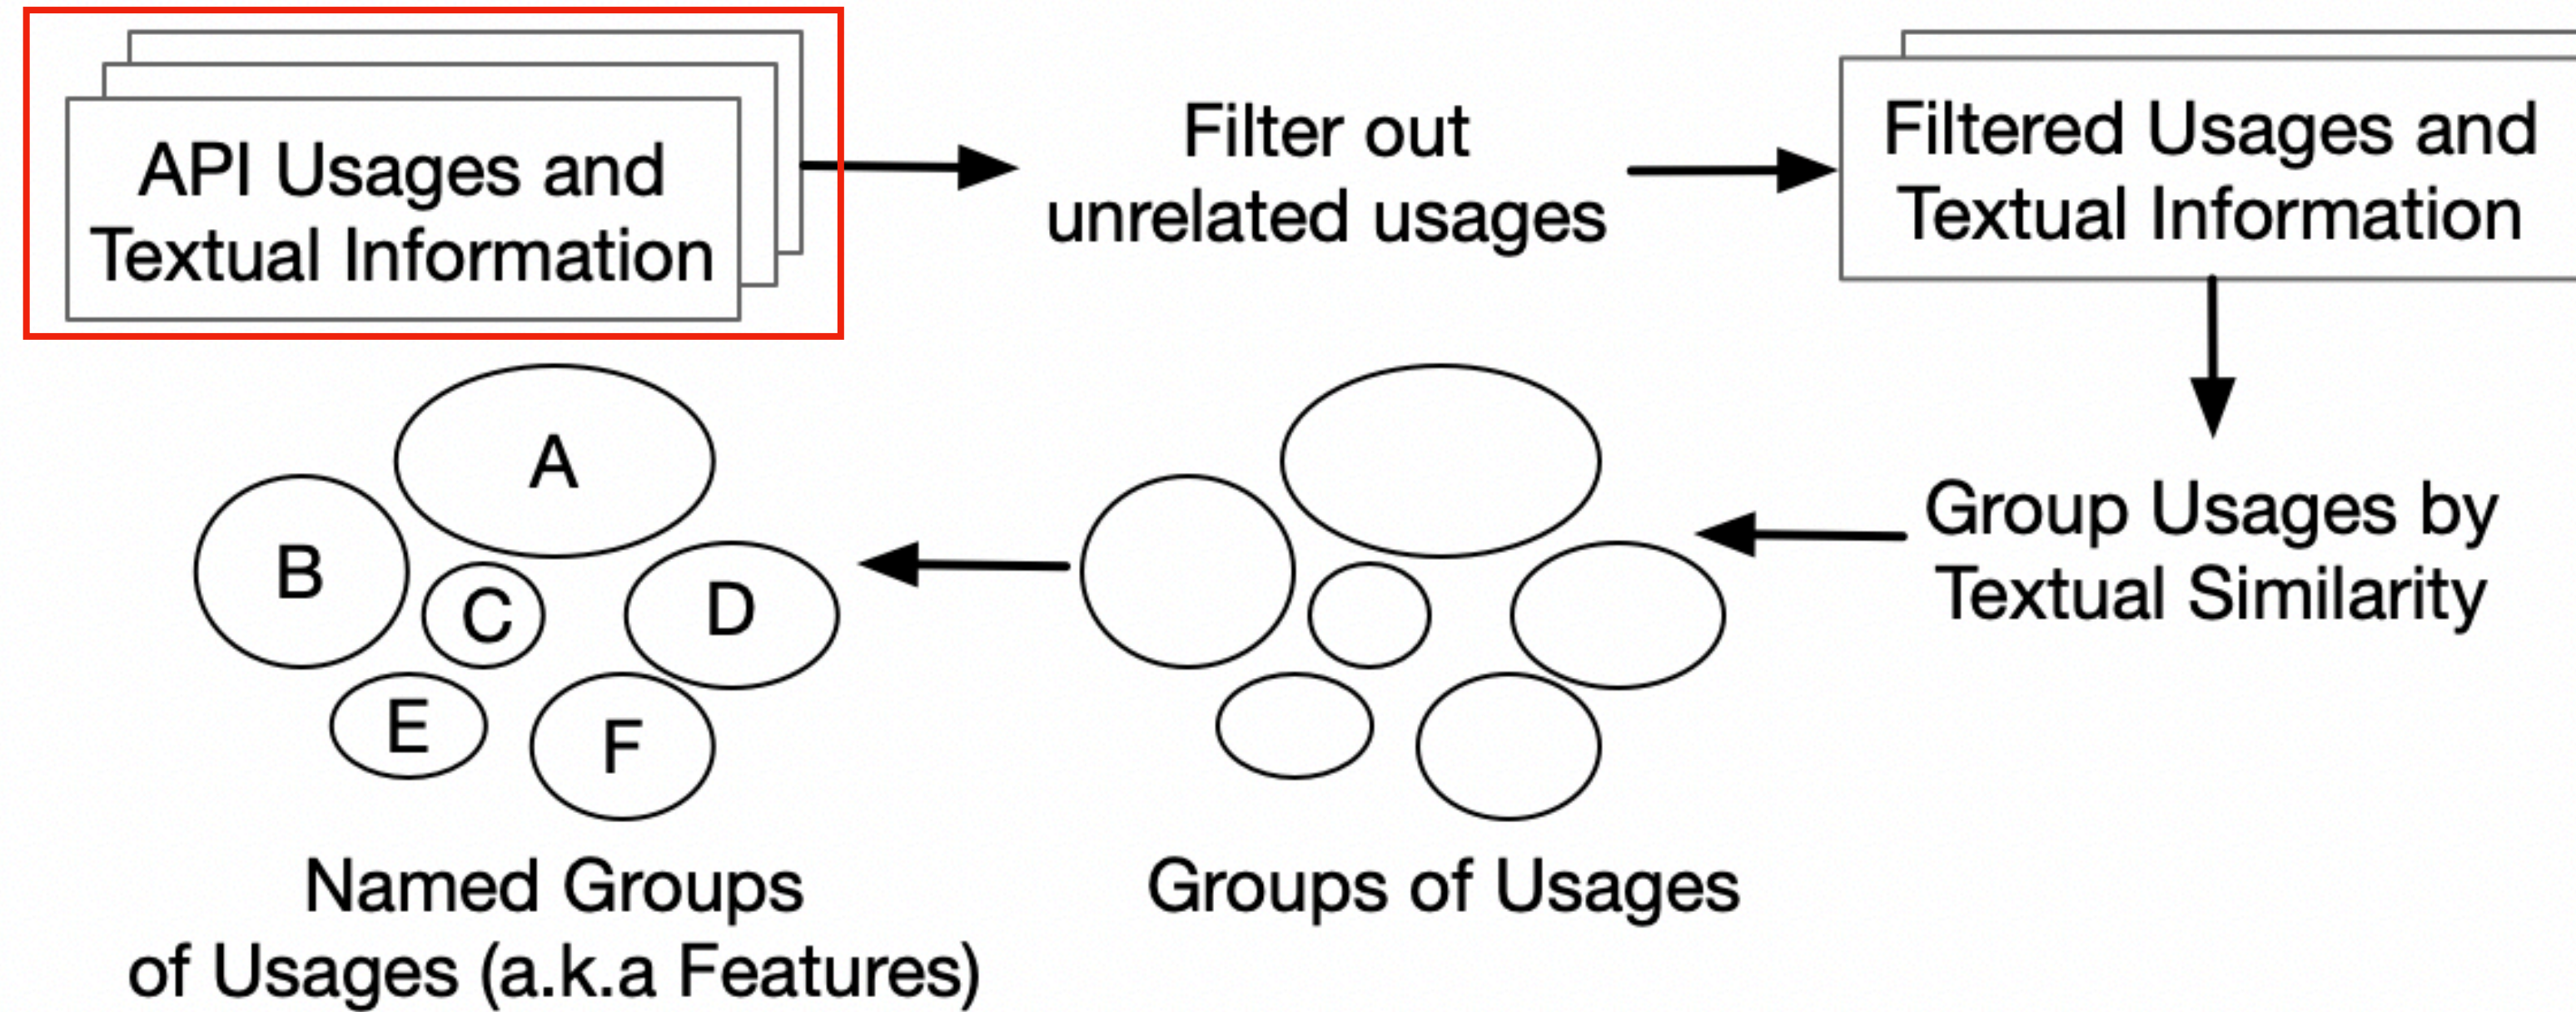 API Usages and
Textual Information
Filter out
unrelated usages
Filtered Usages and
Textual Information
Group Usages by
Textual Similarity
Groups of Usages
A
B
C
D
E
F
Named Groups
of Usages (a.k.a Features)